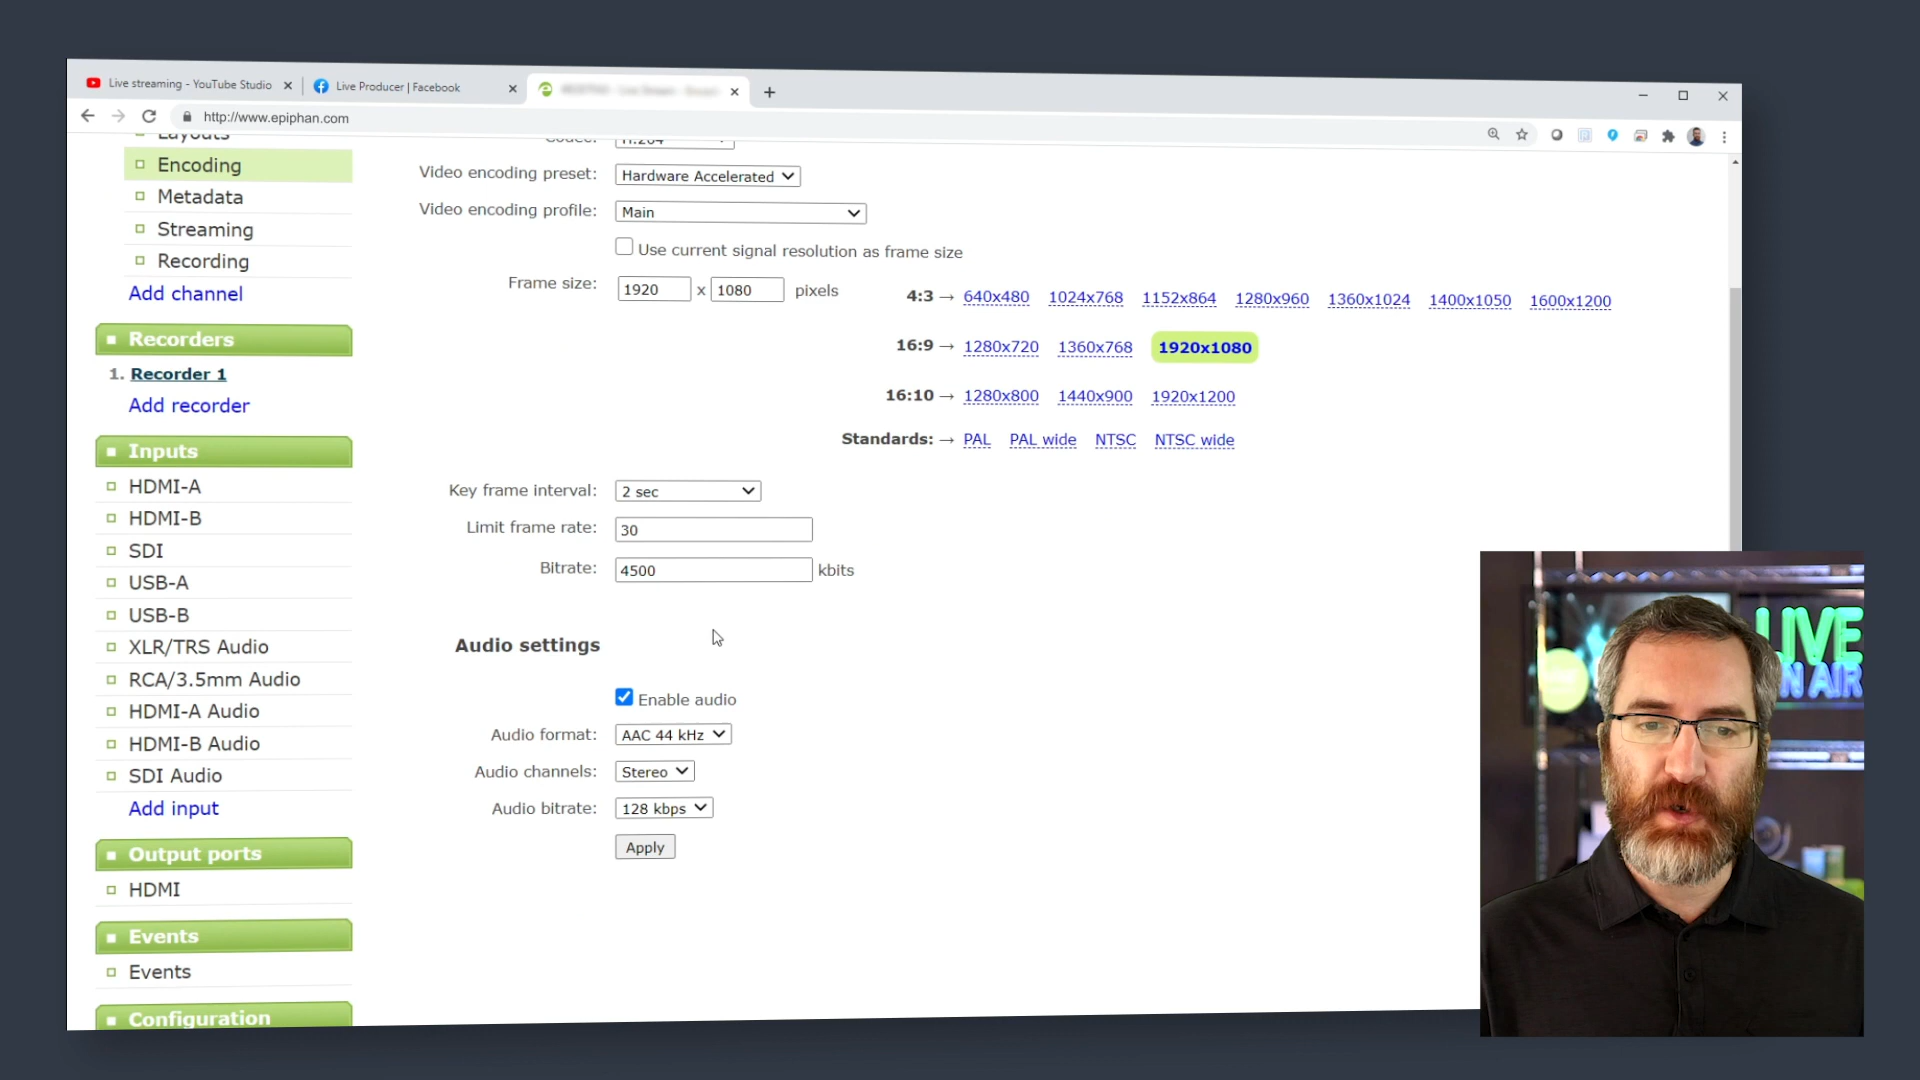 Live streaming - YouTube Studio
Live Producer | Facebook
http://www.epiphan.com
Layouts
Encoding
Metadata
Streaming
Recording
Add channel
Recorders
1. Recorder 1
Add recorder
Inputs
HDMI-A
HDMI-B
SDI
USB-A
USB-B
XLR/TRS Audio
RCA/3.5mm Audio
HDMI-A Audio
HDMI-B Audio
SDI Audio
Add input
Output ports
HDMI
Events
Events
Configuration
Codec: H.264
Video encoding preset: Hardware Accelerated
Video encoding profile: Main
Use current signal resolution as frame size
Frame size: 1920 x 1080 pixels
4:3 → 640x480 1024x768 1152x864 1280x960 1360x1024 1400x1050 1600x1200
16:9 → 1280x720 1360x768 1920x1080
16:10 → 1280x800 1440x900 1920x1200
Standards: → PAL PAL wide NTSC NTSC wide
Key frame interval: 2 sec
Limit frame rate: 30
Bitrate: 4500 kbits
Audio settings
Enable audio
Audio format: AAC 44 kHz
Audio channels: Stereo
Audio bitrate: 128 kbps
Apply
LIVE
N AIR